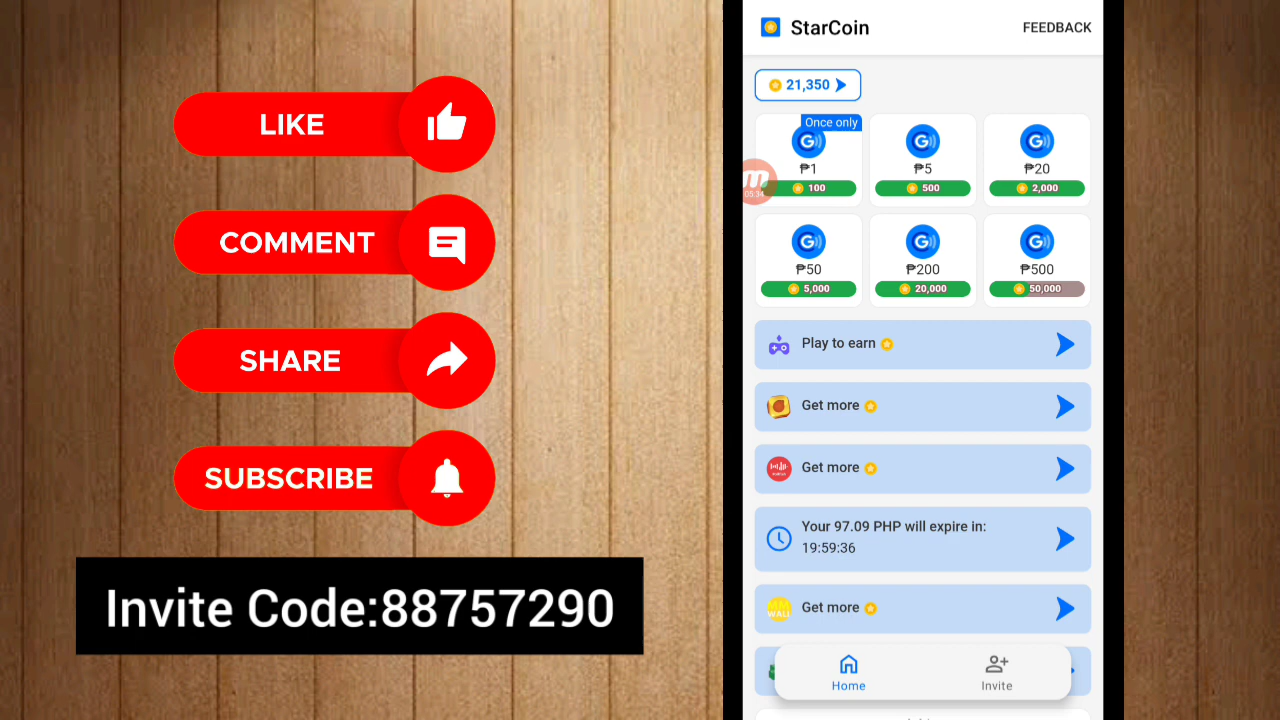 LIKE
COMMENT
SHARE
SUBSCRIBE
Invite Code:88757290
StarCoin
FEEDBACK
21,350
Once only
₱1
₱5
₱20
100
500
2,000
05:34
₱50
₱200
₱500
5,000
20,000
50,000
Play to earn
Get more
Get more
Your 97.09 PHP will expire in:
19:59:36
Get more
Home
Invite